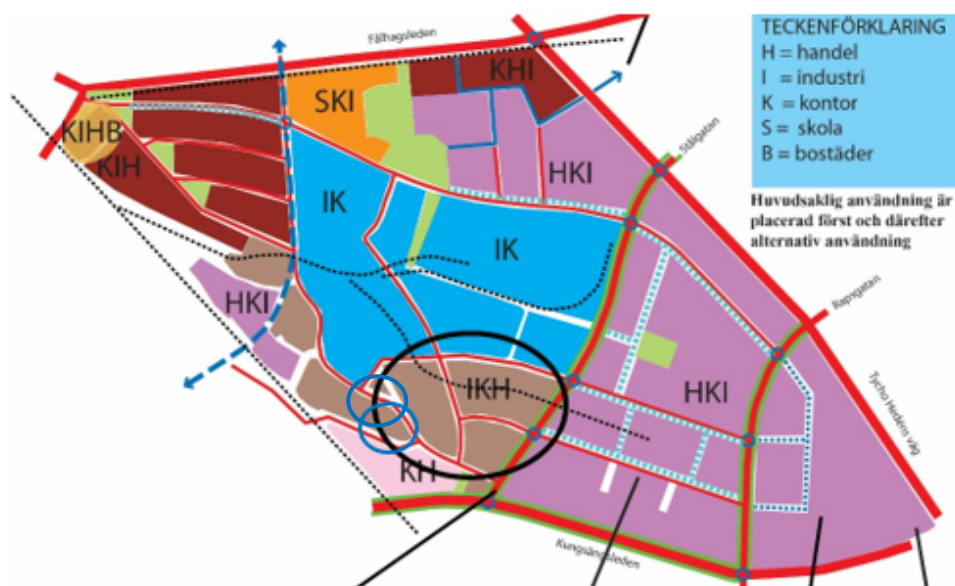 TECKENFÖRKLARING
H = handel
I = industri
K = kontor
S = skola
B = bostäder
Huvudsaklig användning är
placerad först och därefter
alternativ användning
Fålhagsleden
KHI
SKI
KIHB
KIH
HKI
Stålgatan
IK
IK
HKI
Rapsgatan
IKH
HKI
Tycho Hedéns väg
KH
Kungsängsleden